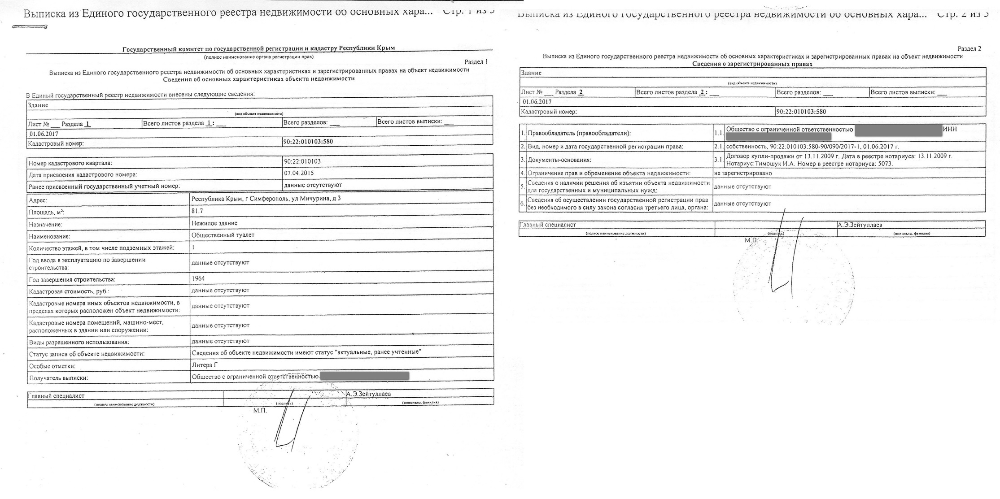 Выписка из Единого государственного реестра недвижимости об основных хара... Стр. 1 из 3
Государственный комитет по государственной регистрации и кадастру Республики Крым
(полное наименование органа регистрации прав)
Раздел 1
Выписка из Единого государственного реестра недвижимости об основных характеристиках и зарегистрированных правах на объект недвижимости
Сведения об основных характеристиках объекта недвижимости
В Единый государственный реестр недвижимости внесены следующие сведения:
Здание
(вид объекта недвижимости)
Лист № ___ Раздела 1 Всего листов раздела 1 : ___ Всего разделов: ___ Всего листов выписки: ___
01.06.2017
Кадастровый номер: 90:22:010103:580
Номер кадастрового квартала: 90:22:010103
Дата присвоения кадастрового номера: 07.04.2015
Ранее присвоенный государственный учетный номер: данные отсутствуют
Адрес: Республика Крым, г Симферополь, ул Мичурина, д 3
Площадь, м²: 81.7
Назначение: Нежилое здание
Наименование: Общественный туалет
Количество этажей, в том числе подземных этажей: 1
Год ввода в эксплуатацию по завершении
строительства: данные отсутствуют
Год завершения строительства: 1964
Кадастровая стоимость, руб.: данные отсутствуют
Кадастровые номера иных объектов недвижимости, в
пределах которых расположен объект недвижимости: данные отсутствуют
Кадастровые номера помещений, машино-мест,
расположенных в здании или сооружении: данные отсутствуют
Виды разрешенного использования: данные отсутствуют
Статус записи об объекте недвижимости: Сведения об объекте недвижимости имеют статус "актуальные, ранее учтенные"
Особые отметки: Литера Г
Получатель выписки: Общество с ограниченной ответственностью
Главный специалист А.Э.Зейтуллаев
(полное наименование должности) (подпись) (инициалы, фамилия)
М.П.
Выписка из Единого государственного реестра недвижимости об основных хара... Стр. 2 из 3
Раздел 2
Выписка из Единого государственного реестра недвижимости об основных характеристиках и зарегистрированных правах на объект недвижимости
Сведения о зарегистрированных правах
Здание
(вид объекта недвижимости)
Лист № ___ Раздела 2 Всего листов раздела 2 : ___ Всего разделов: ___ Всего листов выписки: ___
01.06.2017
Кадастровый номер: 90:22:010103:580
1. Правообладатель (правообладатели): 1.1. Общество с ограниченной ответственностью ИНН
2. Вид, номер и дата государственной регистрации права: 2.1. собственность, 90:22:010103:580-90/090/2017-1, 01.06.2017 г.
3. Документы-основания: 3.1. Договор купли-продажи от 13.11.2009 г. Дата в реестре нотариуса: 13.11.2009 г.
Нотариус:Тимошук И.А. Номер в реестре нотариуса: 5073.
4. Ограничение прав и обременение объекта недвижимости: не зарегистрировано
5. Сведения о наличии решения об изъятии объекта недвижимости
для государственных и муниципальных нужд: данные отсутствуют
6. Сведения об осуществлении государственной регистрации прав
без необходимого в силу закона согласия третьего лица, органа: данные отсутствуют
Главный специалист А.Э.Зейтуллаев
(полное наименование должности) (подпись) (инициалы, фамилия)
М.П.